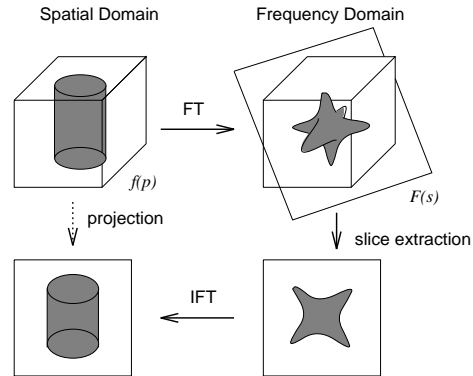 Spatial Domain
Frequency Domain
FT
f(p)
F(s)
projection
slice extraction
IFT